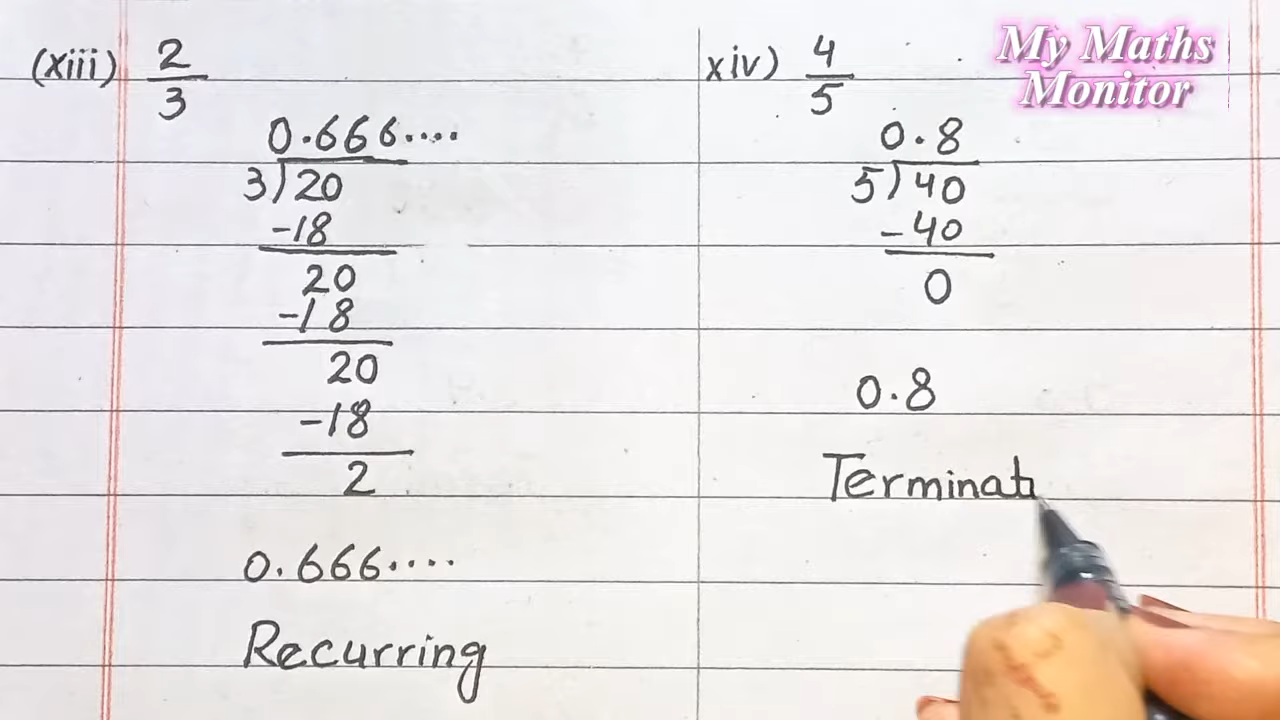 (xiii) 2/3
0.666....
3)20
-18
20
-18
20
-18
2
0.666....
Recurring
xiv) 4/5
0.8
5)40
-40
0
0.8
Terminati
My Maths
Monitor